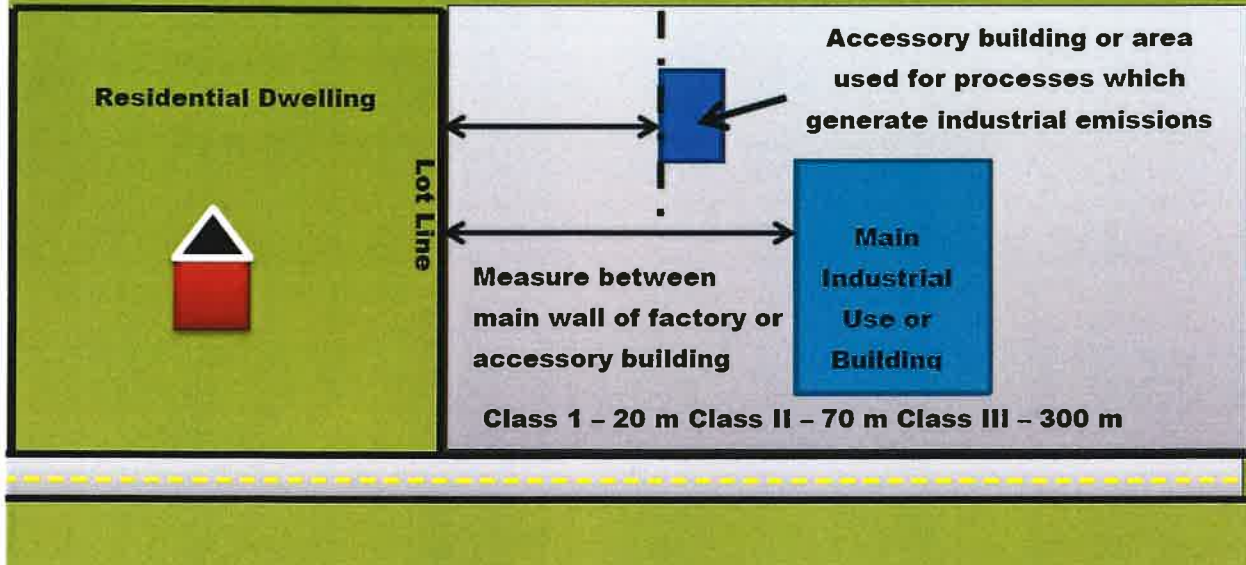 Residential Dwelling
Lot Line
Accessory building or area
used for processes which
generate industrial emissions
Measure between
main wall of factory or
accessory building
Main
Industrial
Use or
Building
Class 1 – 20 m Class II – 70 m Class III – 300 m